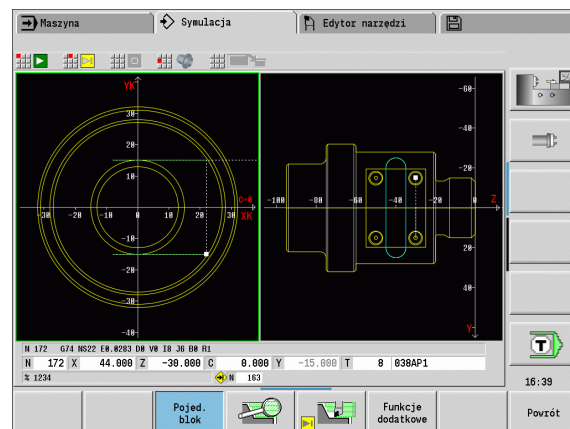 Maszyna
Symulacja
Edytor narzędzi
YK
30
20
10
-30 -20 -10 0 10 20 30
C=0
XK
-10
-20
-30
-40
-60
-40
-20
-100 -80 -60 -40 -20 0
Z
20
40
Y
N 172 G74 NS22 E0.0283 D0 V0 I8 J6 B0 R1
N 172 X 44.000 Z -30.000 C 0.000 Y -15.000 T 8 038AP1
% 1234
N 163
T
16:39
Pojed.
blok
Funkcje
dodatkowe
Powrót